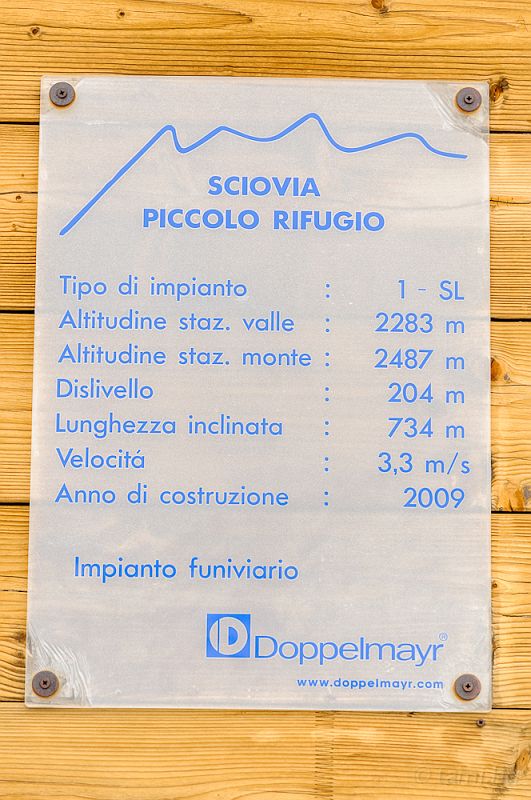 SCIOVIA
PICCOLO RIFUGIO
Tipo di impianto : 1 - SL
Altitudine staz. valle : 2283 m
Altitudine staz. monte : 2487 m
Dislivello : 204 m
Lunghezza inclinata : 734 m
Velocitá : 3,3 m/s
Anno di costruzione : 2009
Impianto funiviario
Doppelmayr®
www.doppelmayr.com